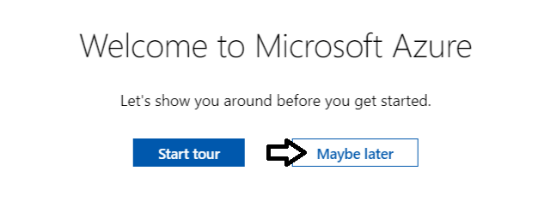 Welcome to Microsoft Azure
Let's show you around before you get started.
Start tour
Maybe later